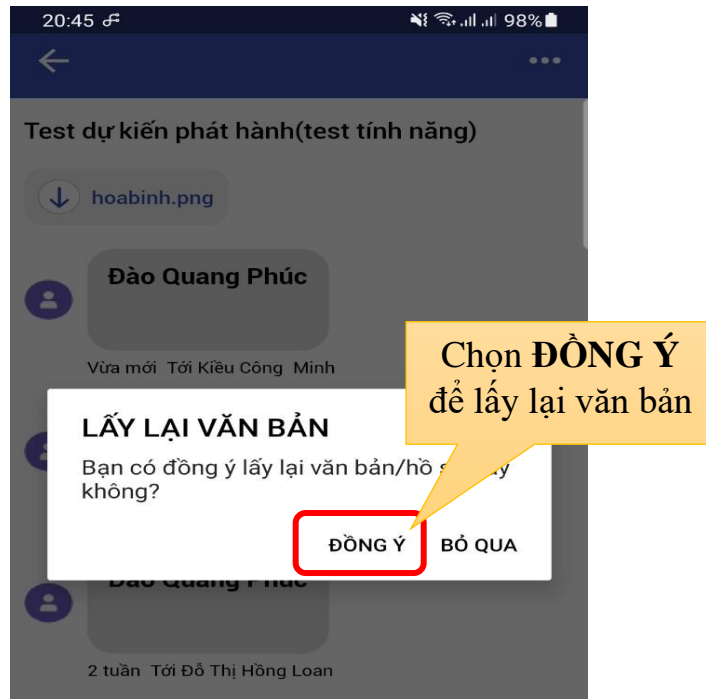 20:45 98%
Test dự kiến phát hành(test tính năng)
hoabinh.png
Đào Quang Phúc
Vừa mới Tới Kiều Công Minh
Chọn ĐỒNG Ý
để lấy lại văn bản
LẤY LẠI VĂN BẢN
Bạn có đồng ý lấy lại văn bản/hồ
không?
ĐỒNG Ý BỎ QUA
Đào Quang Phúc
2 tuần Tới Đỗ Thị Hồng Loan